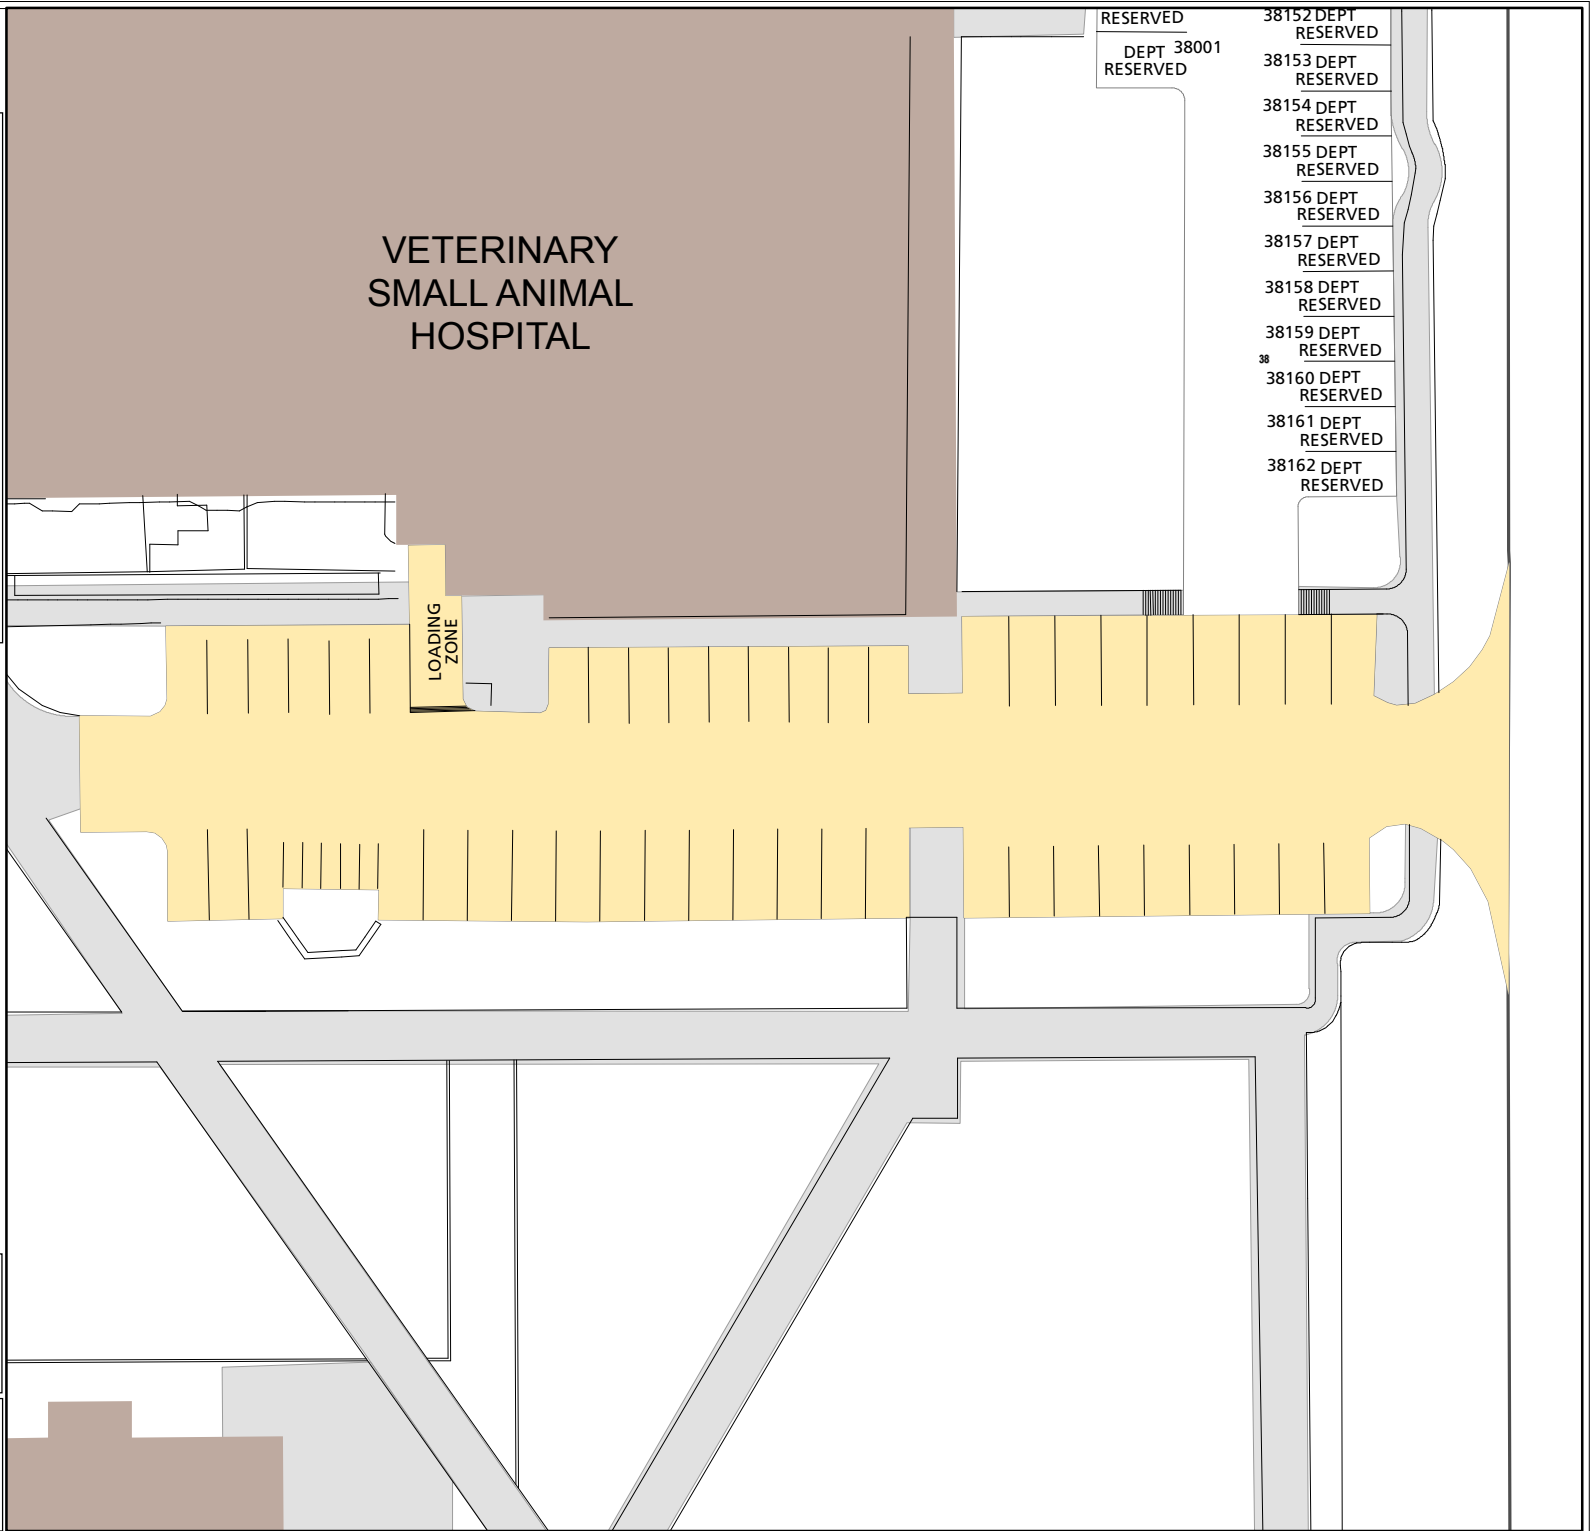 RESERVED
DEPT 38001
RESERVED
38152 DEPT
RESERVED
38153 DEPT
RESERVED
38154 DEPT
RESERVED
38155 DEPT
RESERVED
38156 DEPT
RESERVED
38157 DEPT
RESERVED
38158 DEPT
RESERVED
38159 DEPT
RESERVED
38
38160 DEPT
RESERVED
38161 DEPT
RESERVED
38162 DEPT
RESERVED
VETERINARY
SMALL ANIMAL
HOSPITAL
LOADING
ZONE